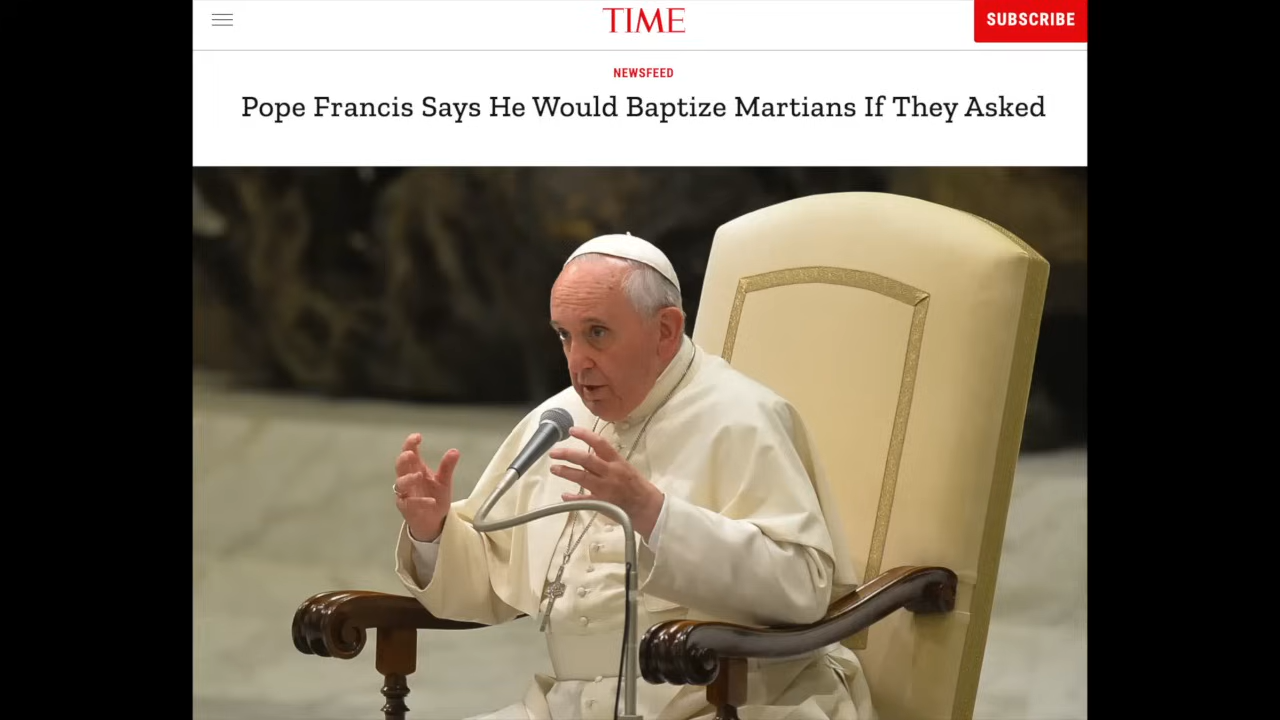 TIME
SUBSCRIBE
NEWSFEED
Pope Francis Says He Would Baptize Martians If They Asked